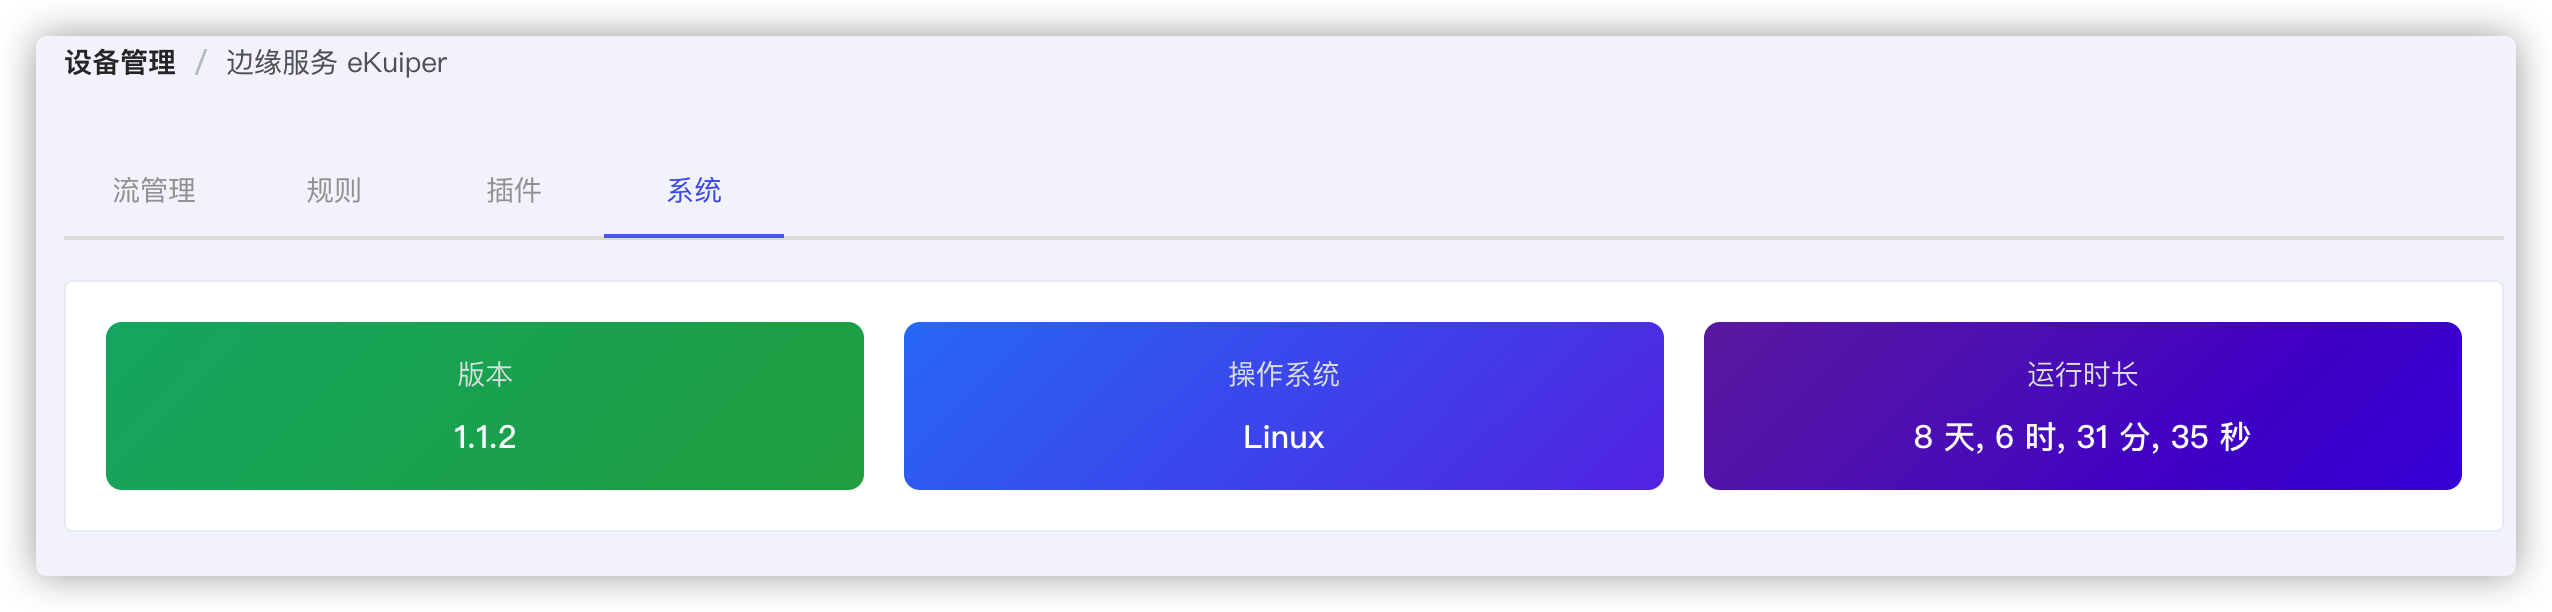 设备管理 / 边缘服务 eKuiper
流管理 规则 插件 系统
版本 操作系统 运行时长
1.1.2 Linux 8 天, 6 时, 31 分, 35 秒